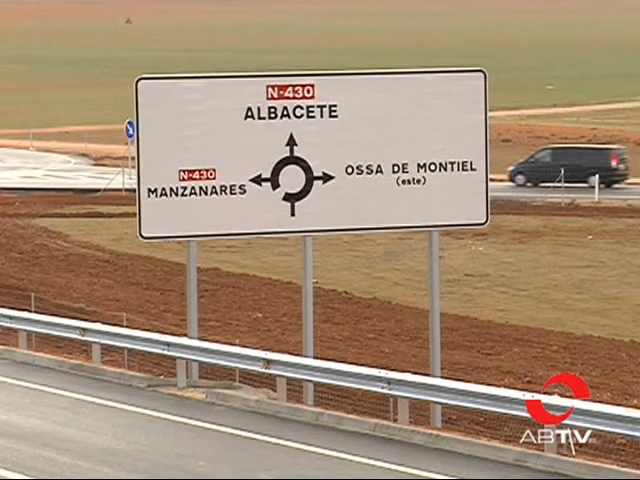 N-430
ALBACETE
N-430
MANZANARES
OSSA DE MONTIEL
(este)
ABTV